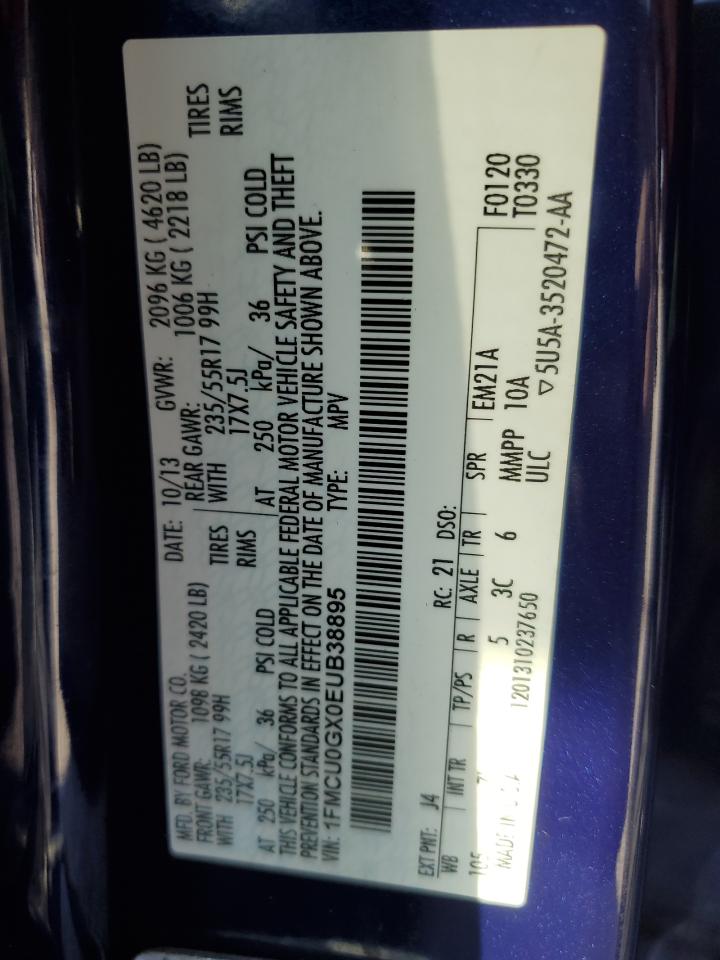 MFD. BY FORD MOTOR CO.
DATE: 10/13 GVWR: 2096 KG ( 4620 LB)
FRONT GAWR: 1098 KG ( 2420 LB) REAR GAWR: 1006 KG ( 2218 LB)
WITH 235/55R17 99H TIRES WITH 235/55R17 99H TIRES
17X7.5J RIMS 17X7.5J RIMS
AT 250 kPa/ 36 PSI COLD AT 250 kPa/ 36 PSI COLD
THIS VEHICLE CONFORMS TO ALL APPLICABLE FEDERAL MOTOR VEHICLE SAFETY AND THEFT
PREVENTION STANDARDS IN EFFECT ON THE DATE OF MANUFACTURE SHOWN ABOVE.
VIN: 1FMCU0GX0EUB38895 TYPE: MPV
EXT PNT: J4 RC: 21 DSO: F0120
WB INT TR TP/PS R AXLE TR SPR EM21A T0330
105 5 3C 6 MMPP 10A
MADE IN U.S.A. 1201310237650 ULC ▽5U5A-3520472-AA